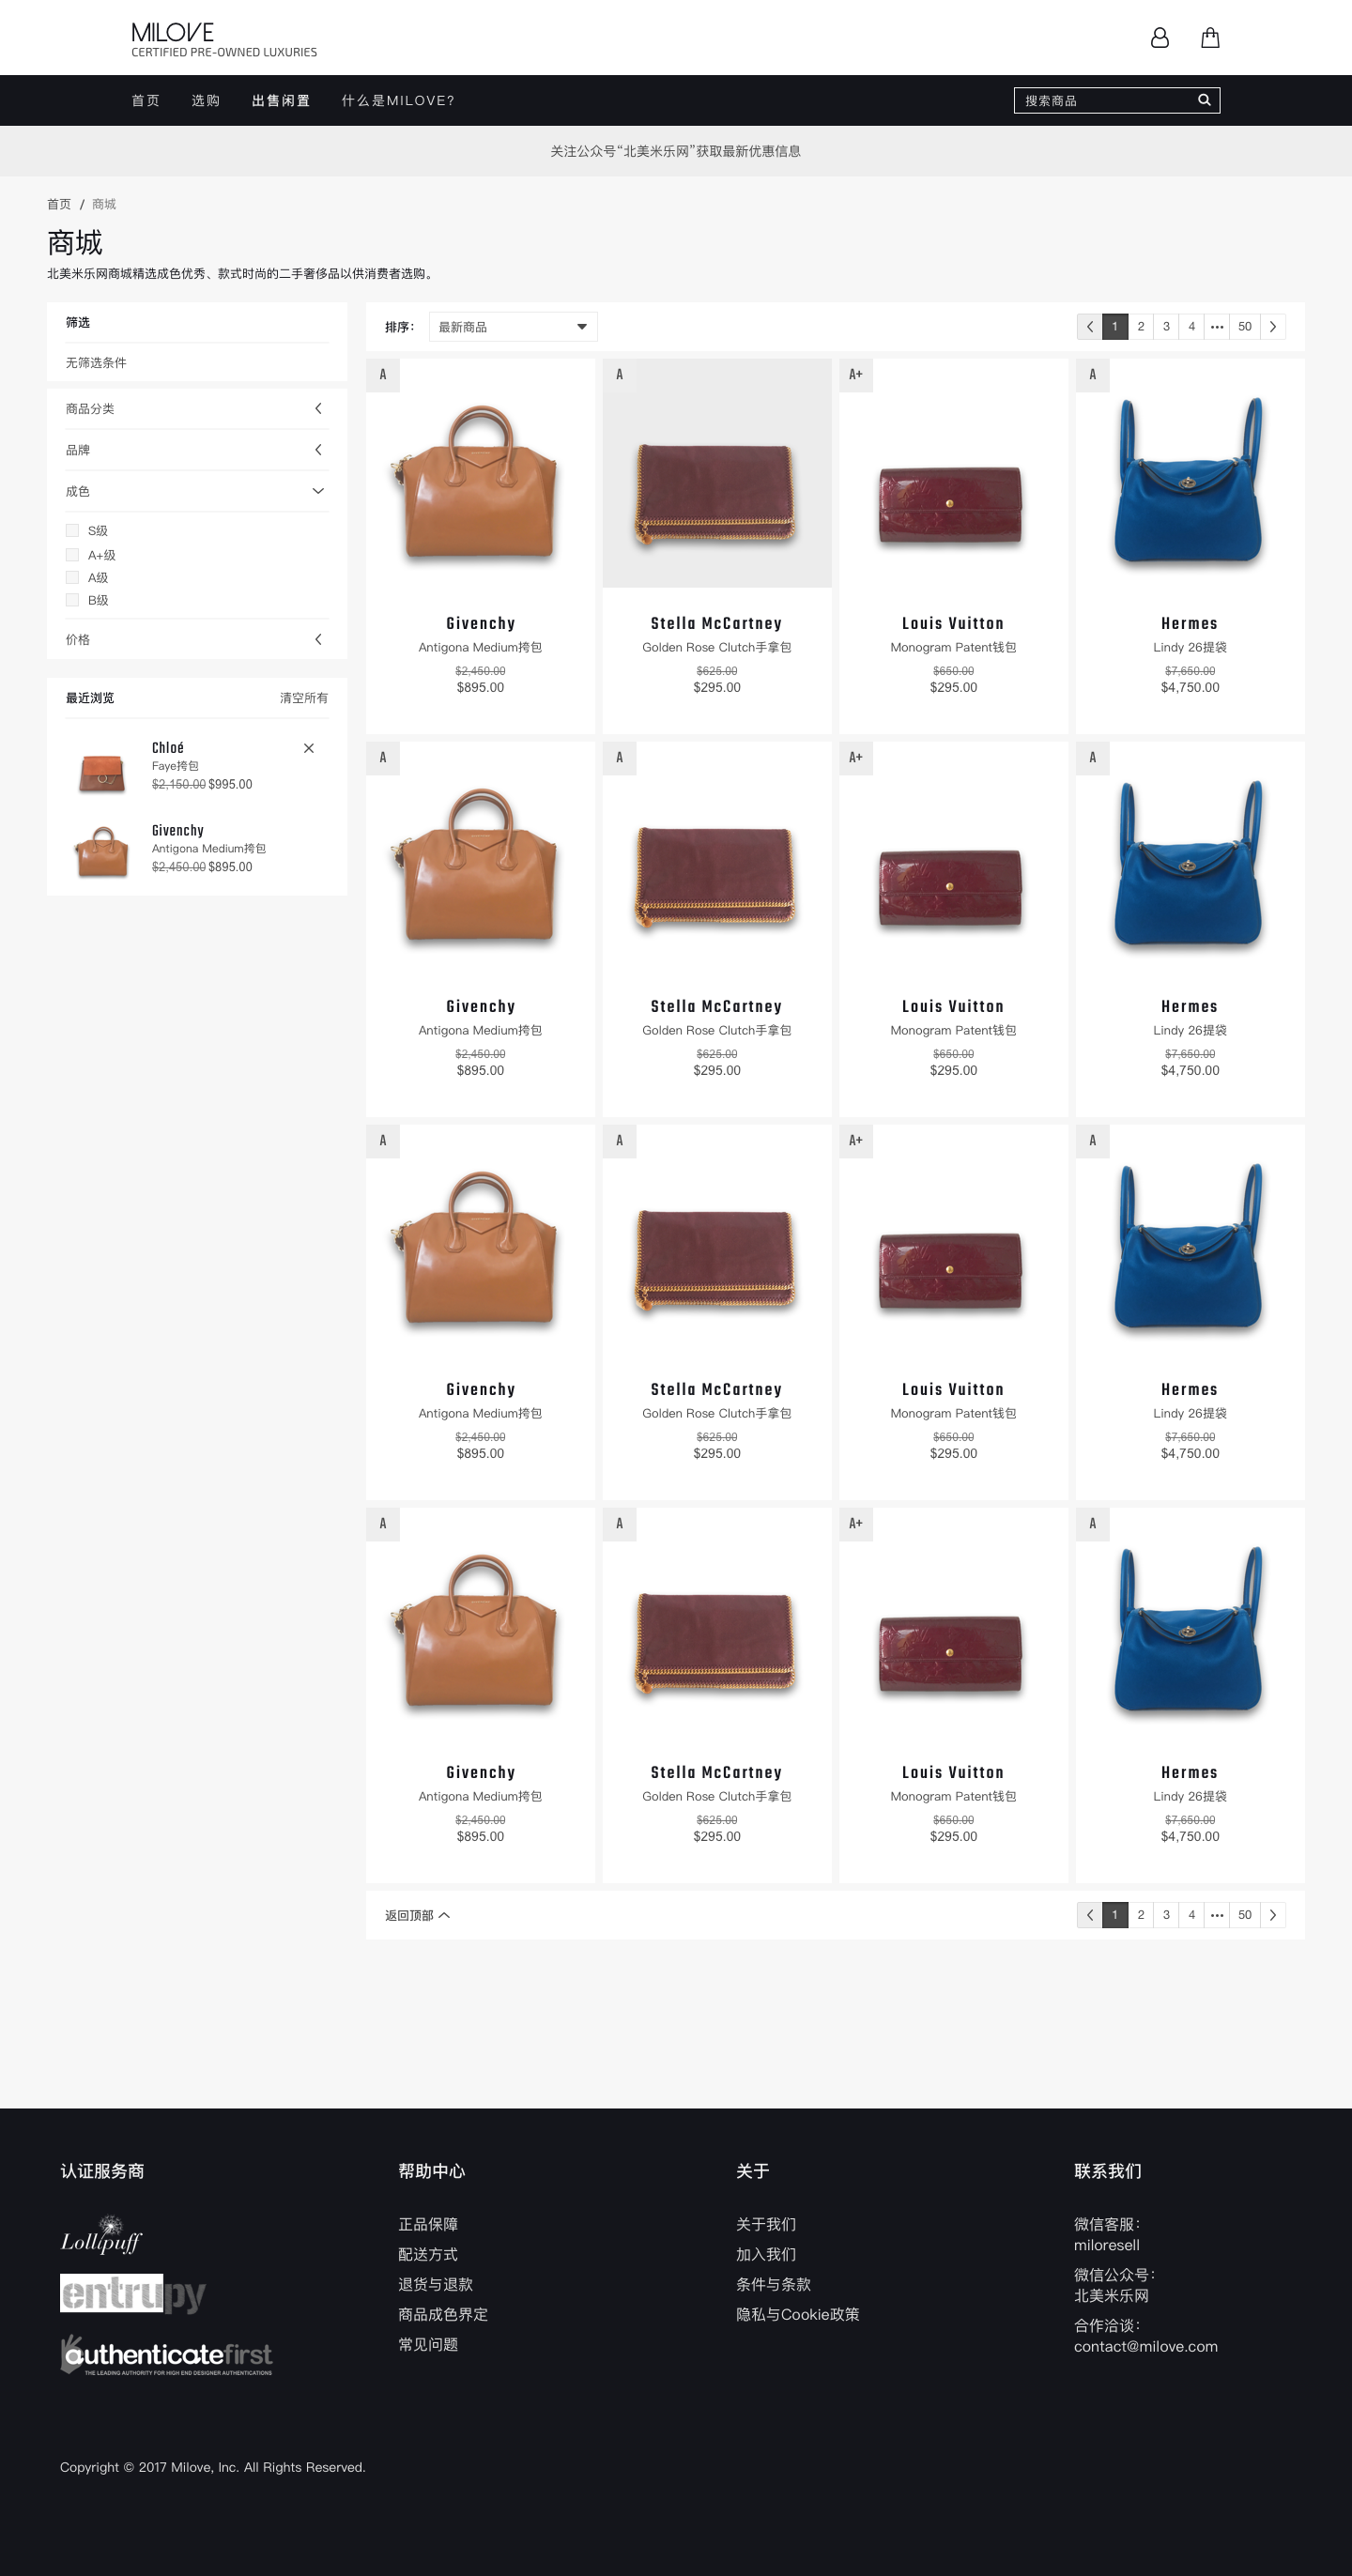 MILOVE
CERTIFIED PRE-OWNED LUXURIES
首页 选购 出售闲置 什么是MILOVE? 搜索商品
关注公众号“北美米乐网”获取最新优惠信息
首页 / 商城
商城
北美米乐网商城精选成色优秀、款式时尚的二手奢侈品以供消费者选购。
筛选
无筛选条件
商品分类
品牌
成色
S级
A+级
A级
B级
价格
最近浏览 清空所有
Chloé
Faye挎包
$2,150.00 $995.00
Givenchy
Antigona Medium挎包
$2,450.00 $895.00
排序： 最新商品 1 2 3 4 ••• 50
A A A+ A
Givenchy Stella McCartney Louis Vuitton Hermes
Antigona Medium挎包 Golden Rose Clutch手拿包 Monogram Patent钱包 Lindy 26提袋
$2,450.00 $625.00 $650.00 $7,650.00
$895.00 $295.00 $295.00 $4,750.00
A A A+ A
Givenchy Stella McCartney Louis Vuitton Hermes
Antigona Medium挎包 Golden Rose Clutch手拿包 Monogram Patent钱包 Lindy 26提袋
$2,450.00 $625.00 $650.00 $7,650.00
$895.00 $295.00 $295.00 $4,750.00
A A A+ A
Givenchy Stella McCartney Louis Vuitton Hermes
Antigona Medium挎包 Golden Rose Clutch手拿包 Monogram Patent钱包 Lindy 26提袋
$2,450.00 $625.00 $650.00 $7,650.00
$895.00 $295.00 $295.00 $4,750.00
A A A+ A
Givenchy Stella McCartney Louis Vuitton Hermes
Antigona Medium挎包 Golden Rose Clutch手拿包 Monogram Patent钱包 Lindy 26提袋
$2,450.00 $625.00 $650.00 $7,650.00
$895.00 $295.00 $295.00 $4,750.00
返回顶部 1 2 3 4 ••• 50
认证服务商
Lollipuff
entrupy
authenticatefirst
THE LEADING AUTHORITY FOR HIGH END DESIGNER AUTHENTICATIONS
帮助中心
正品保障
配送方式
退货与退款
商品成色界定
常见问题
关于
关于我们
加入我们
条件与条款
隐私与Cookie政策
联系我们
微信客服：
miloresell
微信公众号：
北美米乐网
合作洽谈：
contact@milove.com
Copyright © 2017 Milove, Inc. All Rights Reserved.